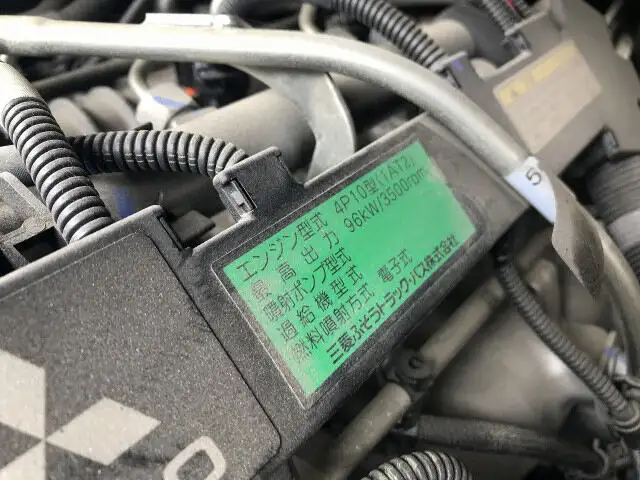 エンジン型式 4P10型(1AT2)
最高出力 96kW/3500rpm
噴射ポンプ型式
過給機型式
燃料噴射方式 電子式
三菱ふそうトラック・バス株式会社
5